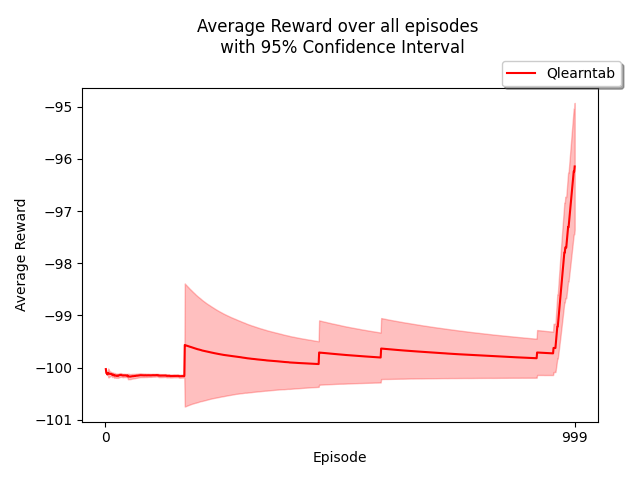 Average Reward over all episodes
with 95% Confidence Interval
Qlearntab
−95
−96
−97
−98
−99
−100
−101
Average Reward
0
999
Episode